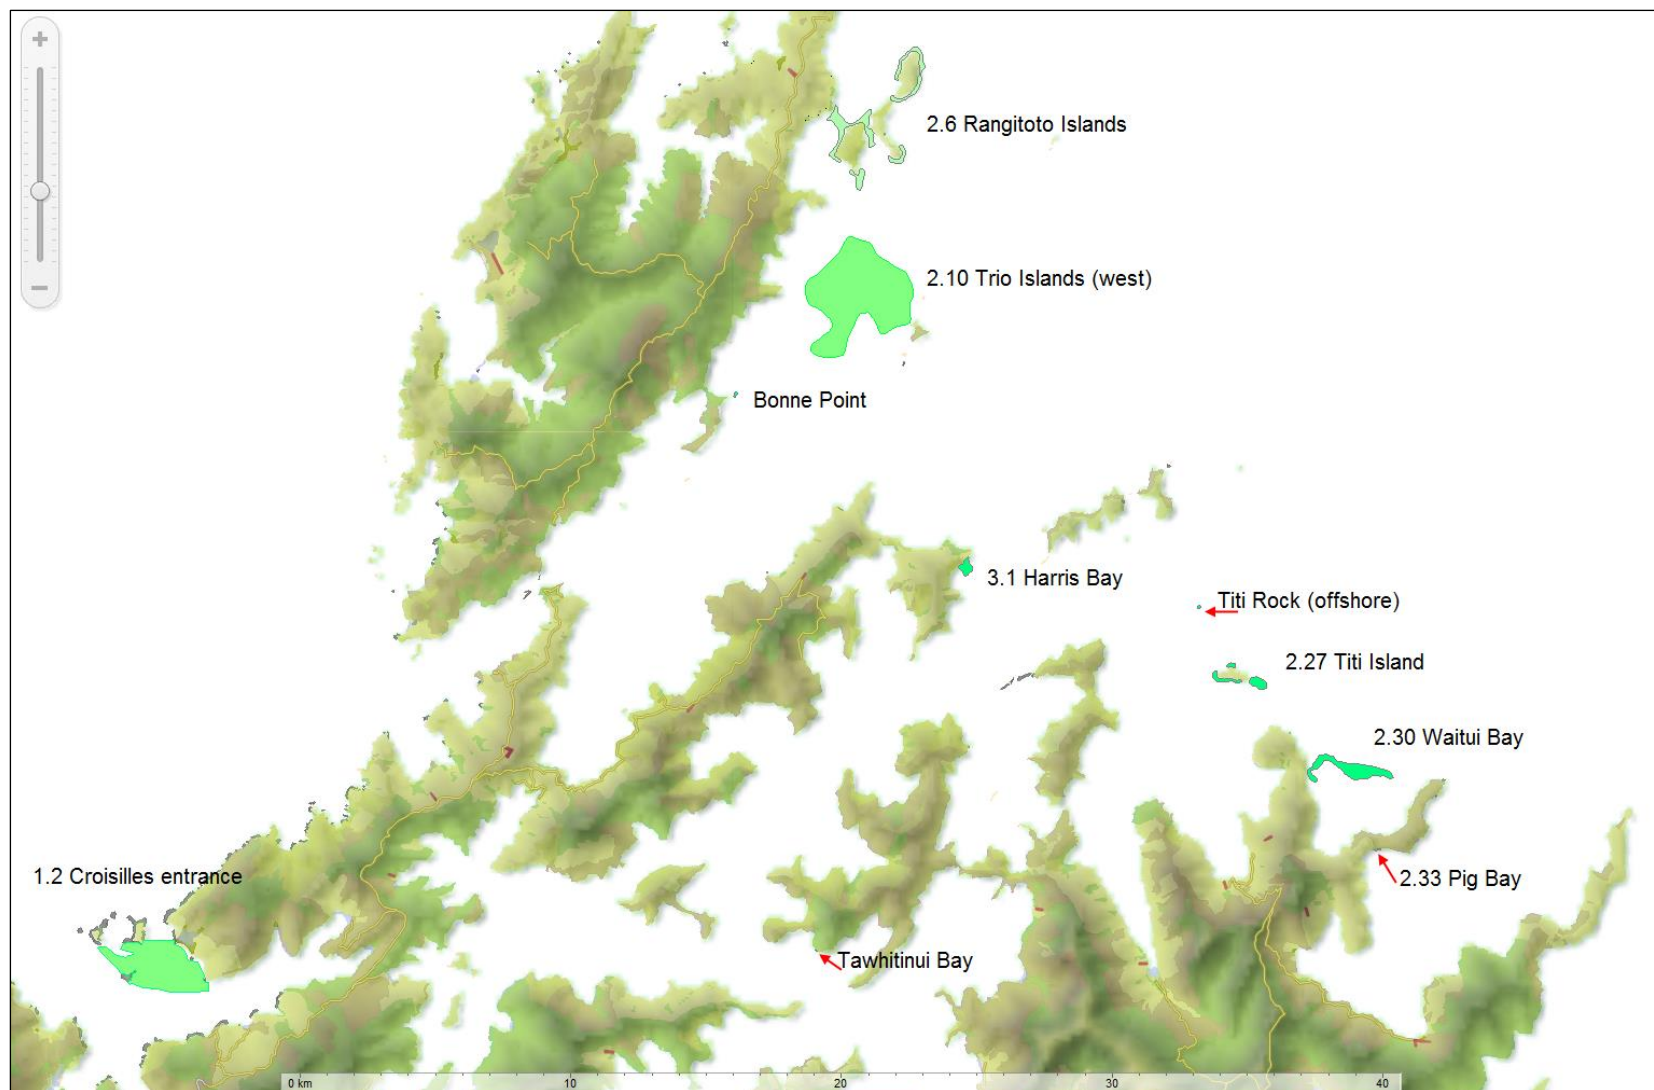 2.6 Rangitoto Islands
2.10 Trio Islands (west)
Bonne Point
3.1 Harris Bay
Titi Rock (offshore)
2.27 Titi Island
2.30 Waitui Bay
1.2 Croisilles entrance
2.33 Pig Bay
Tawhitinui Bay
0 km 10 20 30 40